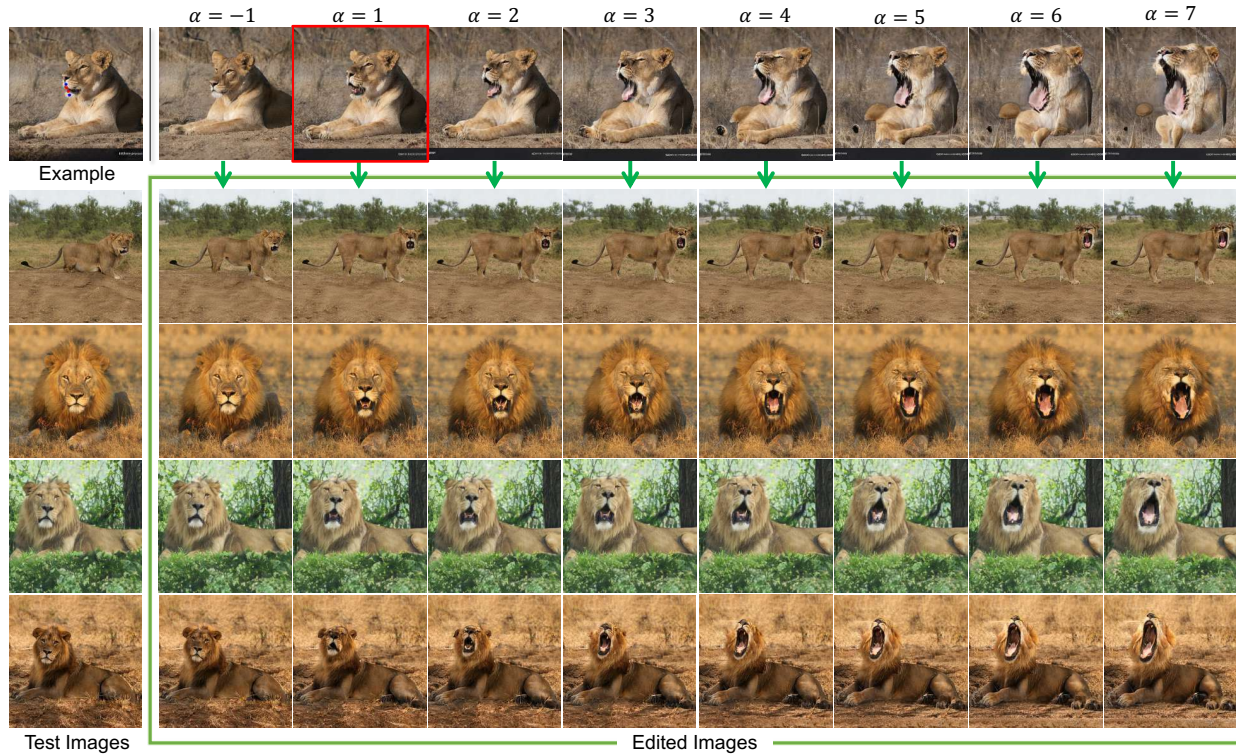 α = −1
α = 1
α = 2
α = 3
α = 4
α = 5
α = 6
α = 7
Example
Test Images
Edited Images